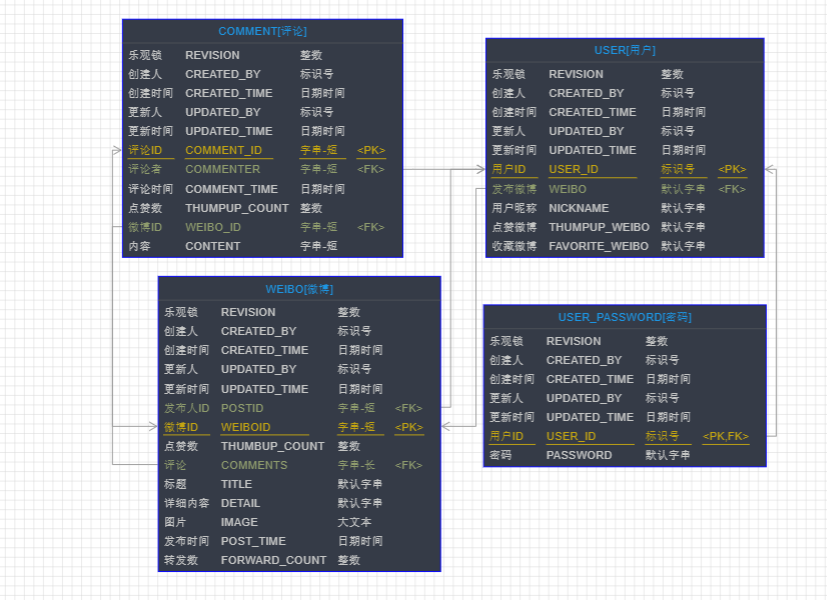 COMMENT[评论]
乐观锁 REVISION 整数
创建人 CREATED_BY 标识号
创建时间 CREATED_TIME 日期时间
更新人 UPDATED_BY 标识号
更新时间 UPDATED_TIME 日期时间
评论ID COMMENT_ID 字串-短 <PK>
评论者 COMMENTER 字串-短 <FK>
评论时间 COMMENT_TIME 日期时间
点赞数 THUMPUP_COUNT 整数
微博ID WEIBO_ID 字串-短 <FK>
内容 CONTENT 字串-短
USER[用户]
乐观锁 REVISION 整数
创建人 CREATED_BY 标识号
创建时间 CREATED_TIME 日期时间
更新人 UPDATED_BY 标识号
更新时间 UPDATED_TIME 日期时间
用户ID USER_ID 标识号 <PK>
发布微博 WEIBO 默认字串 <FK>
用户昵称 NICKNAME 默认字串
点赞微博 THUMPUP_WEIBO 默认字串
收藏微博 FAVORITE_WEIBO 默认字串
WEIBO[微博]
乐观锁 REVISION 整数
创建人 CREATED_BY 标识号
创建时间 CREATED_TIME 日期时间
更新人 UPDATED_BY 标识号
更新时间 UPDATED_TIME 日期时间
发布人ID POSTID 字串-短 <FK>
微博ID WEIBOID 字串-短 <PK>
点赞数 THUMBUP_COUNT 整数
评论 COMMENTS 字串-长 <FK>
标题 TITLE 默认字串
详细内容 DETAIL 默认字串
图片 IMAGE 大文本
发布时间 POST_TIME 日期时间
转发数 FORWARD_COUNT 整数
USER_PASSWORD[密码]
乐观锁 REVISION 整数
创建人 CREATED_BY 标识号
创建时间 CREATED_TIME 日期时间
更新人 UPDATED_BY 标识号
更新时间 UPDATED_TIME 日期时间
用户ID USER_ID 标识号 <PK,FK>
密码 PASSWORD 默认字串